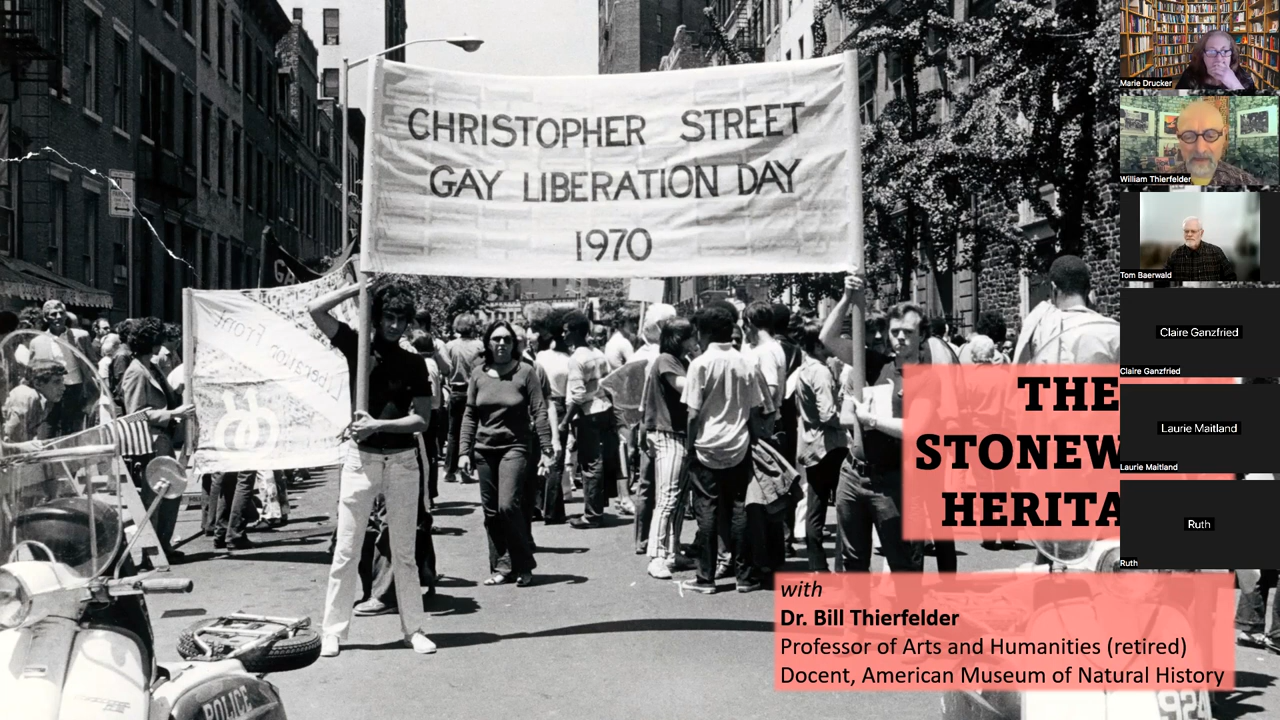 CHRISTOPHER STREET
GAY LIBERATION DAY
1970
Liberation Front
POLICE
THE
STONEW
HERITA
with
Dr. Bill Thierfelder
Professor of Arts and Humanities (retired)
Docent, American Museum of Natural History
Marie Drucker
William Thierfelder
Tom Baerwald
Claire Ganzfried
Claire Ganzfried
Laurie Maitland
Laurie Maitland
Ruth
Ruth